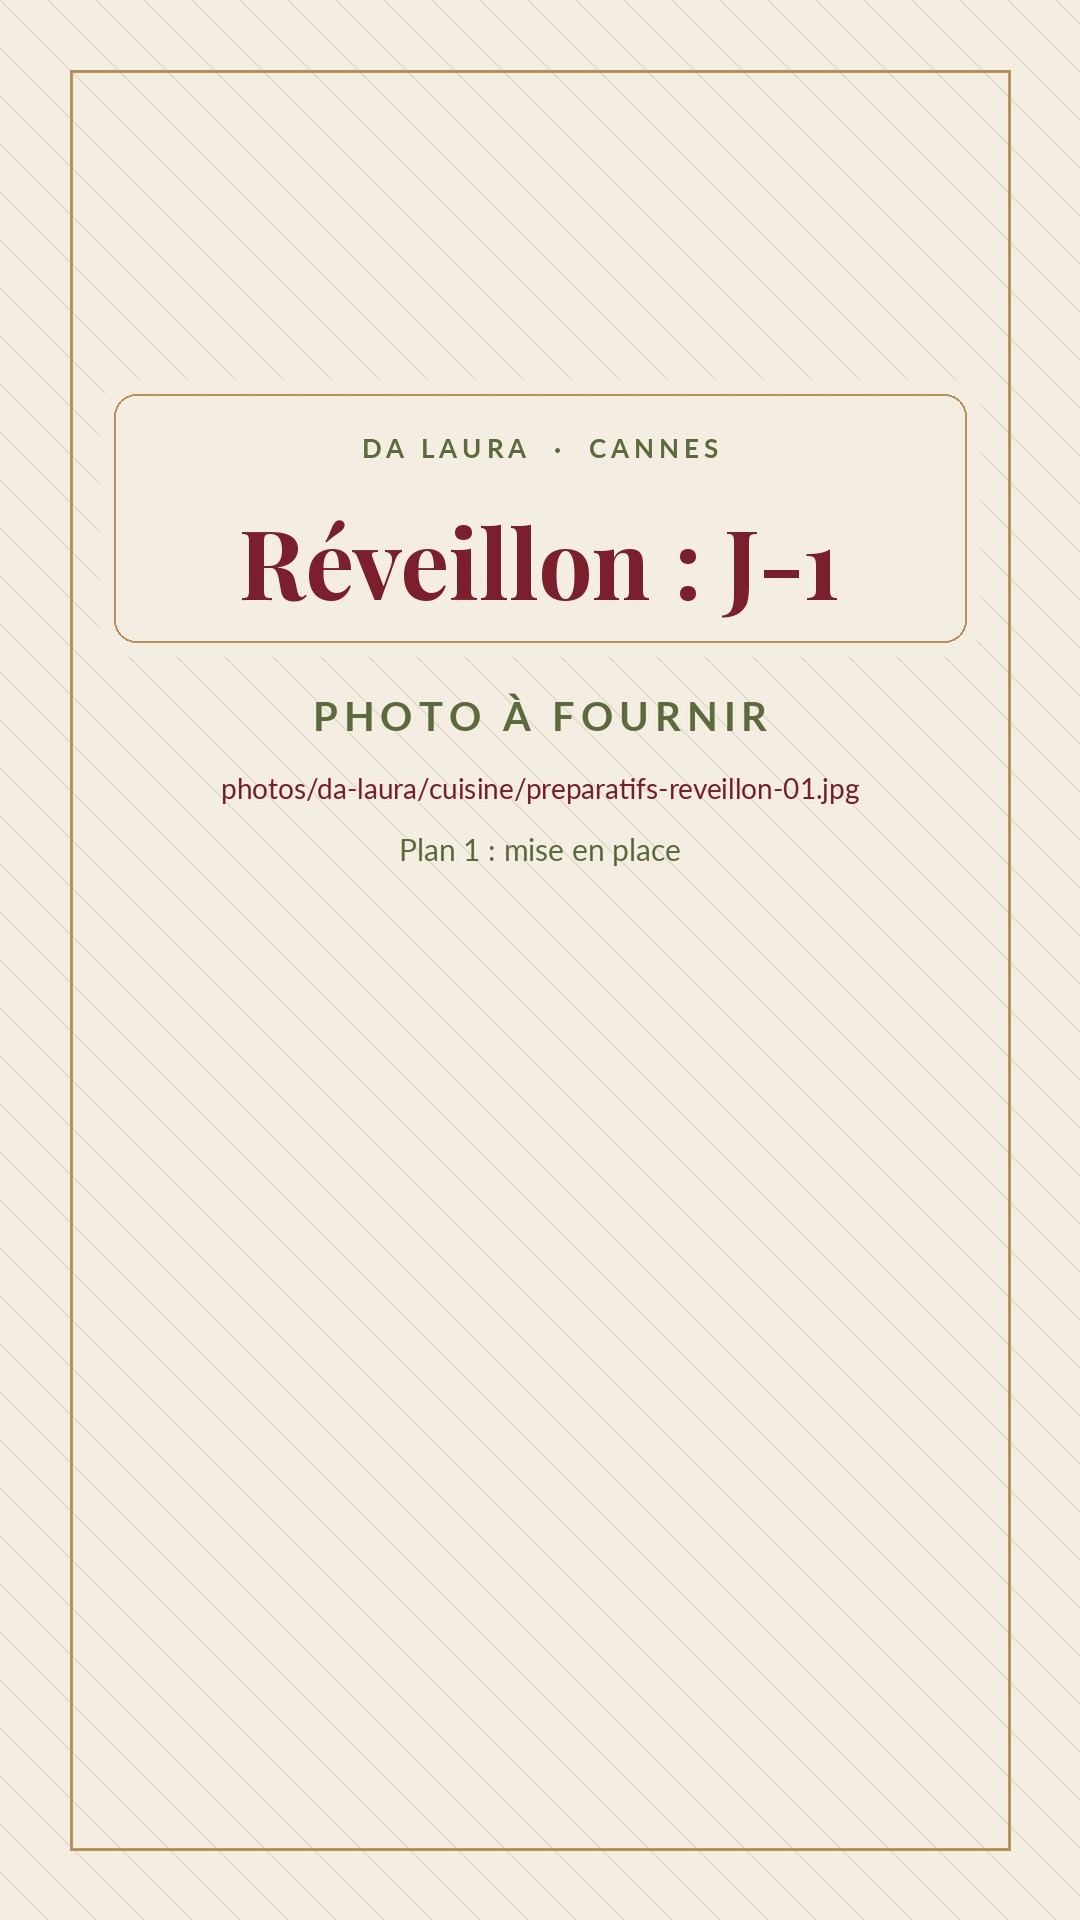 DA LAURA · CANNES
Réveillon : J-1
PHOTO À FOURNIR
photos/da-laura/cuisine/preparatifs-reveillon-01.jpg
Plan 1 : mise en place